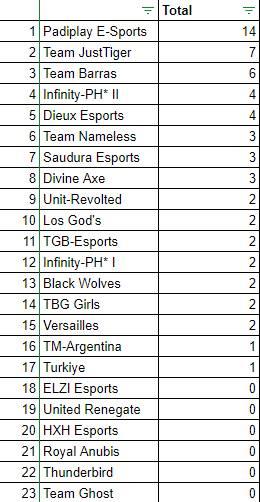 Total
1 Padiplay E-Sports 14
2 Team JustTiger 7
3 Team Barras 6
4 Infinity-PH* II 4
5 Dieux Esports 4
6 Team Nameless 3
7 Saudura Esports 3
8 Divine Axe 3
9 Unit-Revolted 2
10 Los God's 2
11 TGB-Esports 2
12 Infinity-PH* I 2
13 Black Wolves 2
14 TBG Girls 2
15 Versailles 2
16 TM-Argentina 1
17 Turkiye 1
18 ELZI Esports 0
19 United Renegate 0
20 HXH Esports 0
21 Royal Anubis 0
22 Thunderbird 0
23 Team Ghost 0